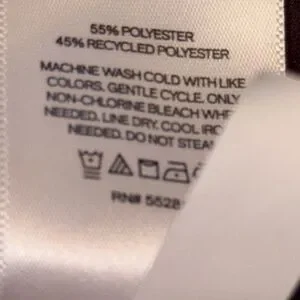 55% POLYESTER
45% RECYCLED POLYESTER
MACHINE WASH COLD WITH LIKE
COLORS. GENTLE CYCLE. ONLY
NON-CHLORINE BLEACH WHE
NEEDED. LINE DRY. COOL IRO
NEEDED. DO NOT STEA
RN# 5528